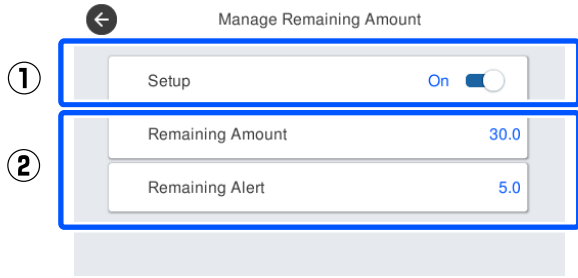 Manage Remaining Amount
① Setup On
② Remaining Amount 30.0
Remaining Alert 5.0